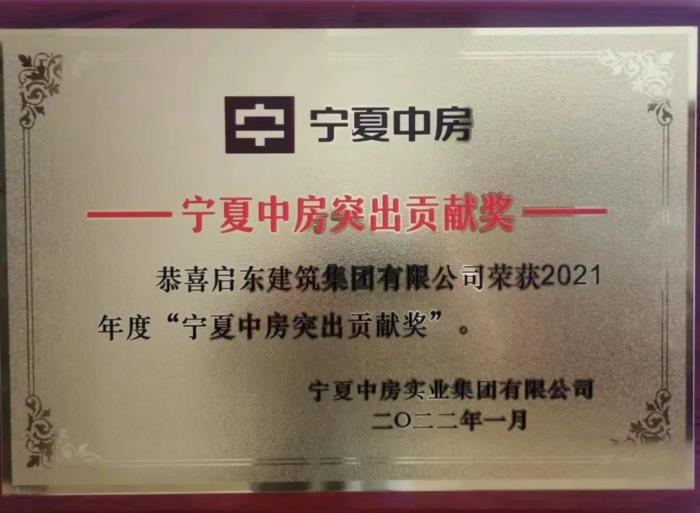 宁夏中房
宁夏中房突出贡献奖
恭喜启东建筑集团有限公司荣获2021
年度“宁夏中房突出贡献奖”。
宁夏中房实业集团有限公司
二〇二二年一月